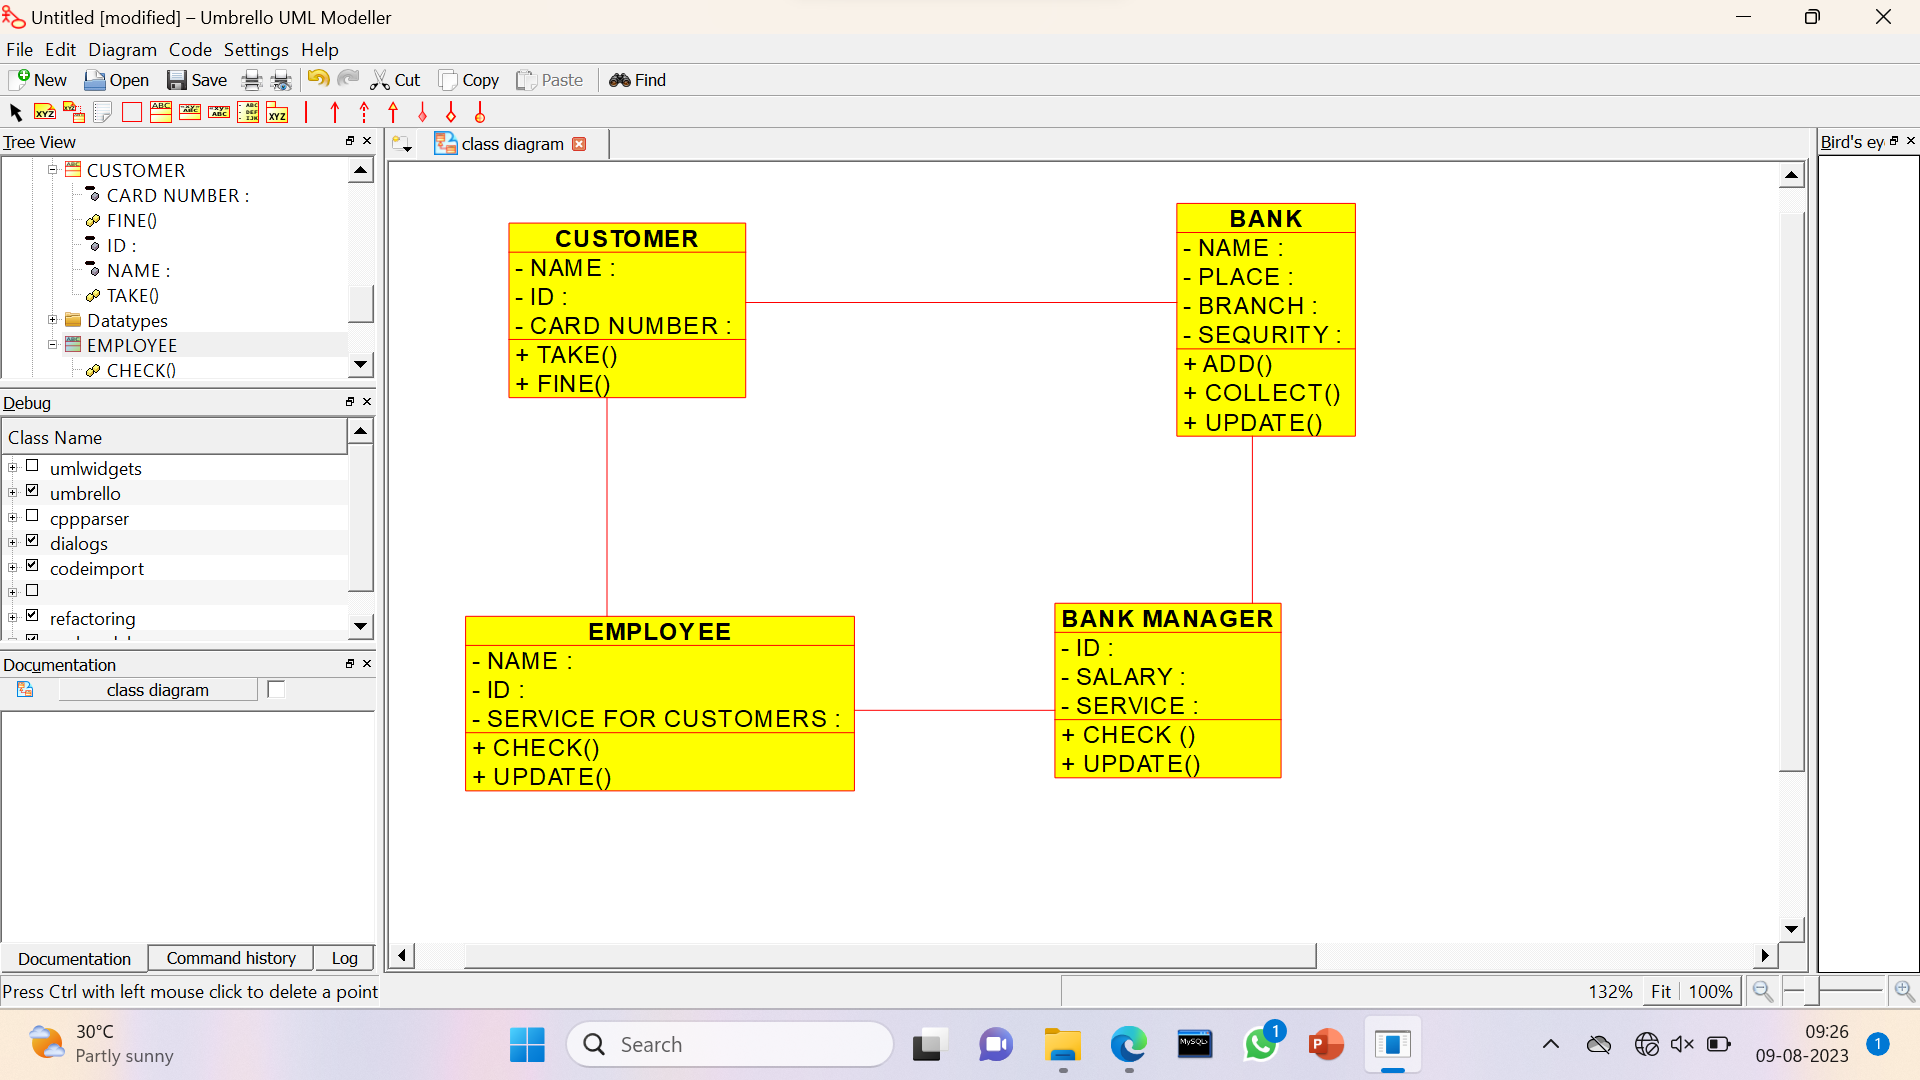 Untitled [modified] – Umbrello UML Modeller
File Edit Diagram Code Settings Help
New Open Save Cut Copy Paste Find
Tree View
CUSTOMER
CARD NUMBER :
FINE()
ID :
NAME :
TAKE()
Datatypes
EMPLOYEE
CHECK()
Debug
Class Name
umlwidgets
umbrello
cppparser
dialogs
codeimport
refactoring
Documentation
class diagram
Documentation Command history Log
Press Ctrl with left mouse click to delete a point
class diagram
CUSTOMER
- NAME :
- ID :
- CARD NUMBER :
+ TAKE()
+ FINE()
BANK
- NAME :
- PLACE :
- BRANCH :
- SEQURITY :
+ ADD()
+ COLLECT()
+ UPDATE()
EMPLOYEE
- NAME :
- ID :
- SERVICE FOR CUSTOMERS :
+ CHECK()
+ UPDATE()
BANK MANAGER
- ID :
- SALARY :
- SERVICE :
+ CHECK ()
+ UPDATE()
Bird's ey
132% Fit 100%
30°C
Partly sunny
Search
MySQL
1
09:26
09-08-2023
1